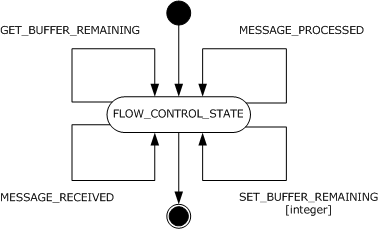 GET_BUFFER_REMAINING
MESSAGE_PROCESSED
FLOW_CONTROL_STATE
MESSAGE_RECEIVED
SET_BUFFER_REMAINING
[integer]